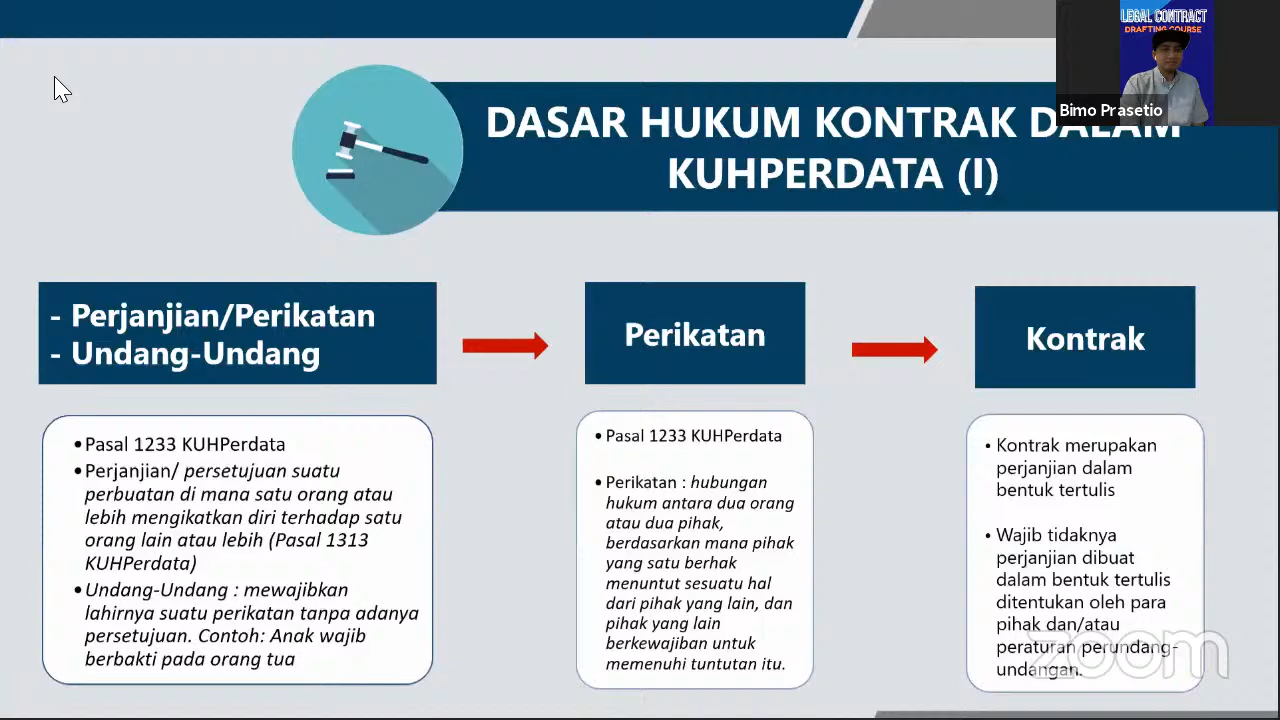 LEGAL CONTRACT
DRAFTING COURSE
Bimo Prasetio
DASAR HUKUM KONTRAK DALAM
KUHPERDATA (I)
- Perjanjian/Perikatan
- Undang-Undang
•Pasal 1233 KUHPerdata
•Perjanjian/ persetujuan suatu
perbuatan di mana satu orang atau
lebih mengikatkan diri terhadap satu
orang lain atau lebih (Pasal 1313
KUHPerdata)
•Undang-Undang : mewajibkan
lahirnya suatu perikatan tanpa adanya
persetujuan. Contoh: Anak wajib
berbakti pada orang tua
Perikatan
•Pasal 1233 KUHPerdata
•Perikatan : hubungan
hukum antara dua orang
atau dua pihak,
berdasarkan mana pihak
yang satu berhak
menuntut sesuatu hal
dari pihak yang lain, dan
pihak yang lain
berkewajiban untuk
memenuhi tuntutan itu.
Kontrak
• Kontrak merupakan
perjanjian dalam
bentuk tertulis
• Wajib tidaknya
perjanjian dibuat
dalam bentuk tertulis
ditentukan oleh para
pihak dan/atau
peraturan perundang-
undangan.
zoom